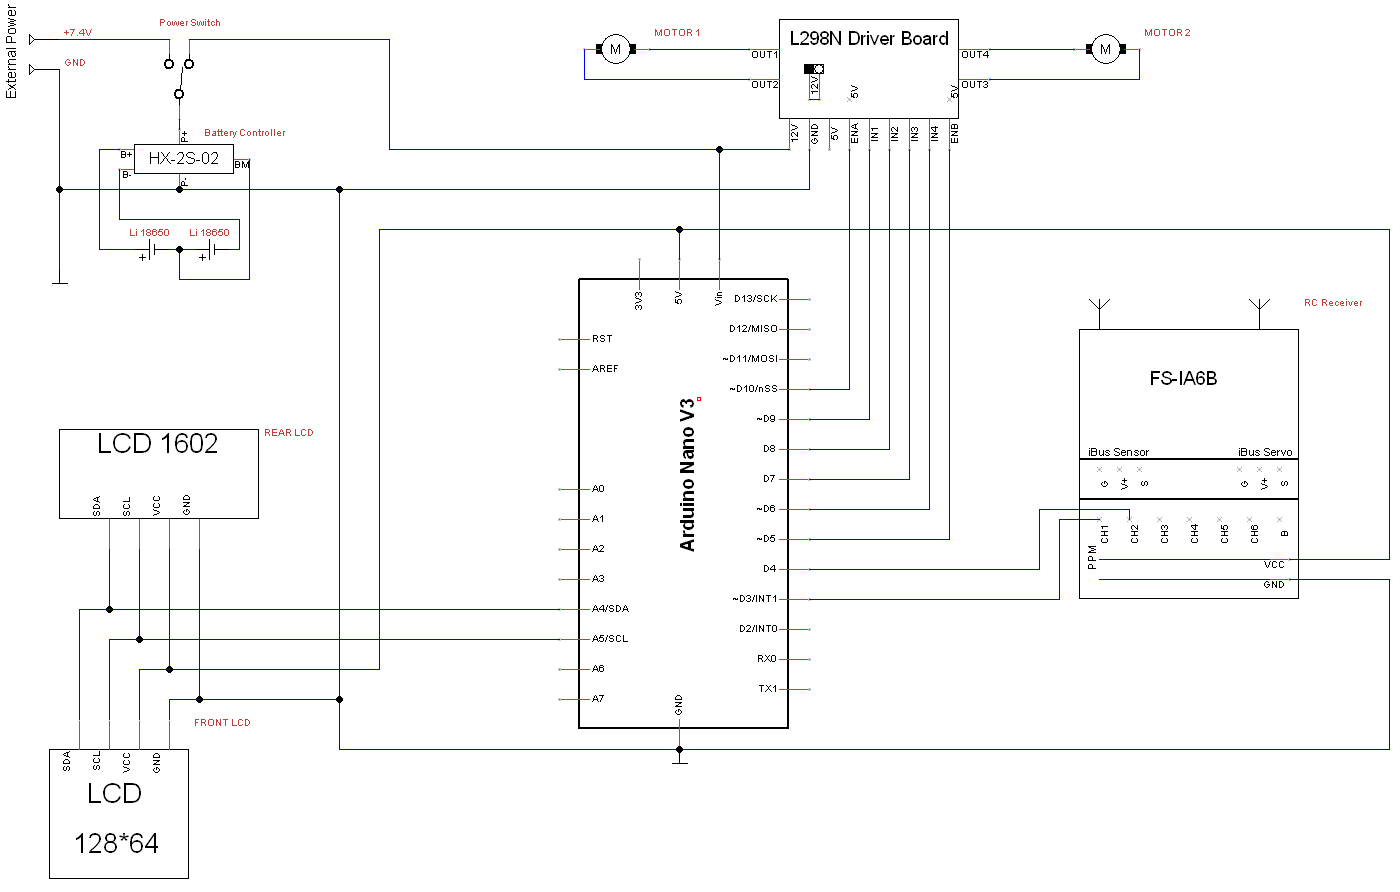 External Power
+7.4V
GND
Power Switch
Battery Controller
P+
B+
HX-2S-02
BM
B-
P-
Li 18650
Li 18650
+
+
MOTOR 1
M
L298N Driver Board
OUT1
OUT2
OUT4
OUT3
12V
5V
5V
12V
GND
5V
ENA
IN1
IN2
IN3
IN4
ENB
M
MOTOR 2
3V3
5V
Vin
RST
AREF
A0
A1
A2
A3
A4/SDA
A5/SCL
A6
A7
Arduino Nano V3
D13/SCK
D12/MISO
~D11/MOSI
~D10/nSS
~D9
D8
D7
~D6
~D5
D4
~D3/INT1
D2/INT0
RX0
TX1
GND
RC Receiver
FS-IA6B
iBus Sensor
iBus Servo
G
V+
S
G
V+
S
CH1
CH2
CH3
CH4
CH5
CH6
B
PPM
VCC
GND
LCD 1602
REAR LCD
SDA
SCL
VCC
GND
FRONT LCD
SDA
SCL
VCC
GND
LCD
128*64